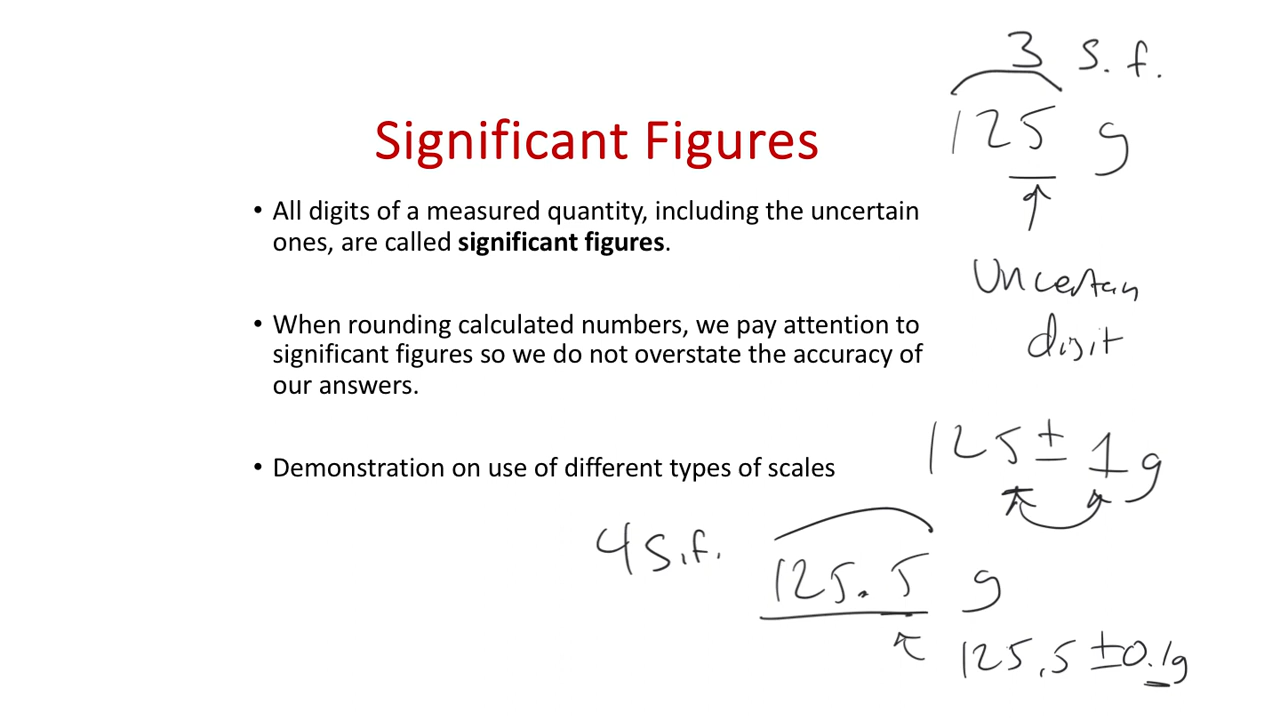 3 s.f.
125 g
Significant Figures
• All digits of a measured quantity, including the uncertain
ones, are called significant figures.
Uncertain
digit
• When rounding calculated numbers, we pay attention to
significant figures so we do not overstate the accuracy of
our answers.
125 ± 1 g
• Demonstration on use of different types of scales
4 s.f.
125.5 g
125.5 ±0.1g